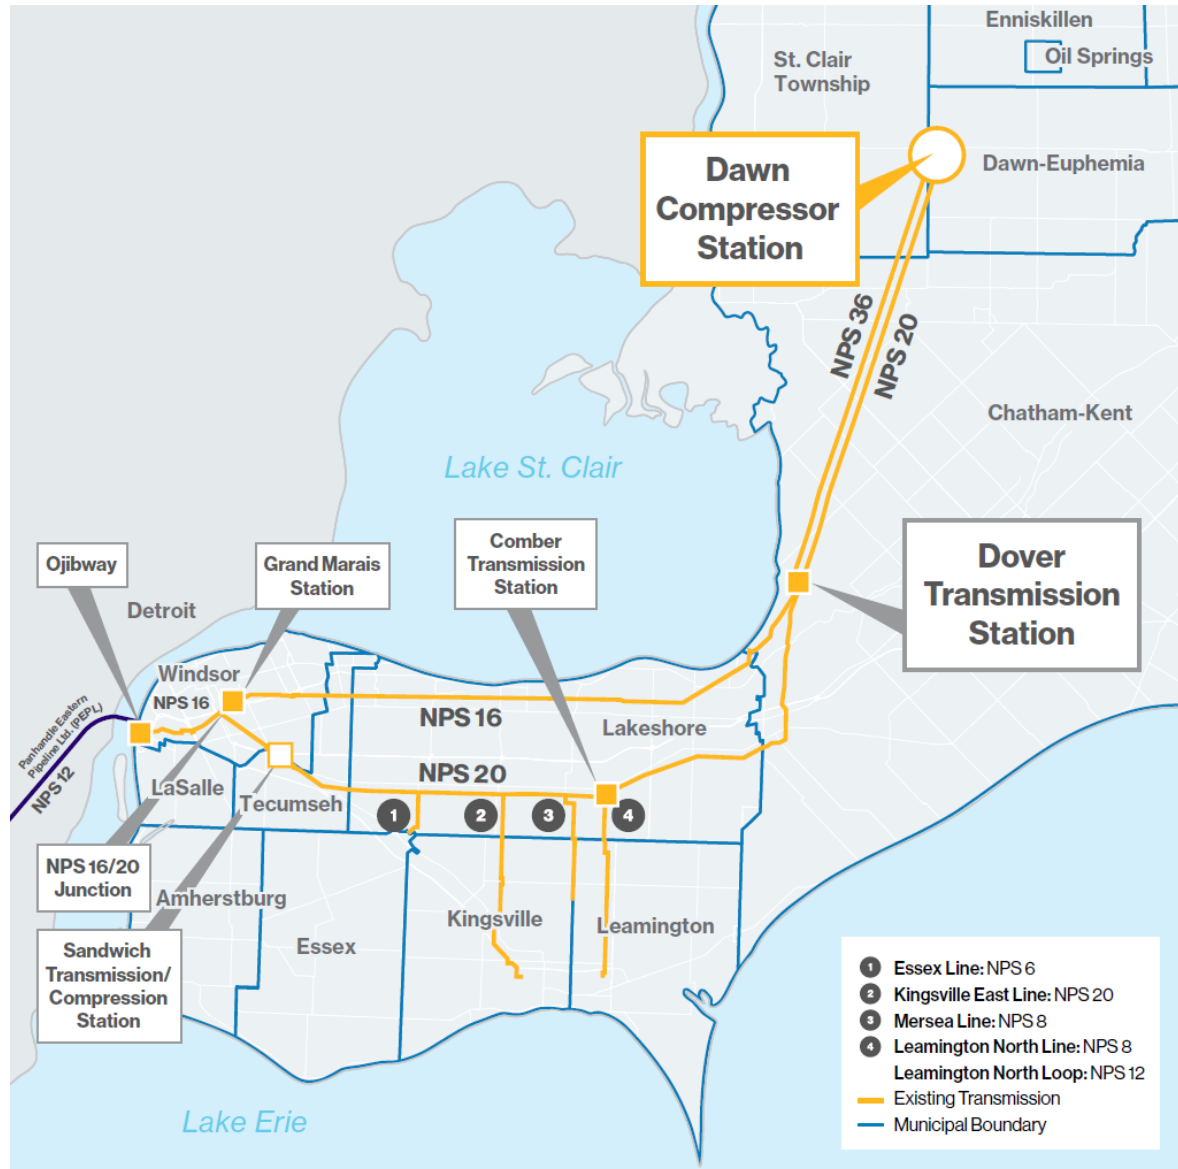 Enniskillen
Oil Springs
St. Clair
Township
Dawn-Euphemia
Dawn
Compressor
Station
NPS 36
NPS 20
Chatham-Kent
Lake St. Clair
Comber
Transmission
Station
Dover
Transmission
Station
Ojibway
Grand Marais
Station
Detroit
Windsor
NPS 16
Panhandle Eastern
Pipeline Ltd. (PEPL)
NPS 12
NPS 16
Lakeshore
NPS 20
LaSalle
Tecumseh
1
2
3
4
NPS 16/20
Junction
Amherstburg
Kingsville
Leamington
Essex
Sandwich
Transmission/
Compression
Station
Lake Erie
1 Essex Line: NPS 6
2 Kingsville East Line: NPS 20
3 Mersea Line: NPS 8
4 Leamington North Line: NPS 8
Leamington North Loop: NPS 12
Existing Transmission
Municipal Boundary